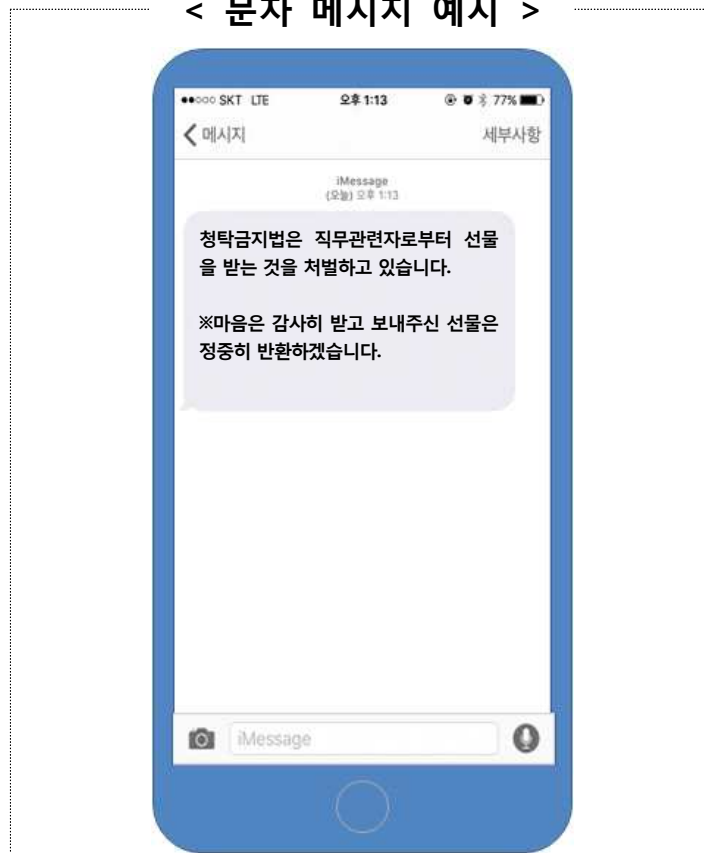 < 문자 메시지 예시 >
SKT LTE 오후 1:13 77%
메시지 세부사항
iMessage
(오늘) 오후 1:13
청탁금지법은 직무관련자로부터 선물
을 받는 것을 처벌하고 있습니다.
※마음은 감사히 받고 보내주신 선물은
정중히 반환하겠습니다.
iMessage